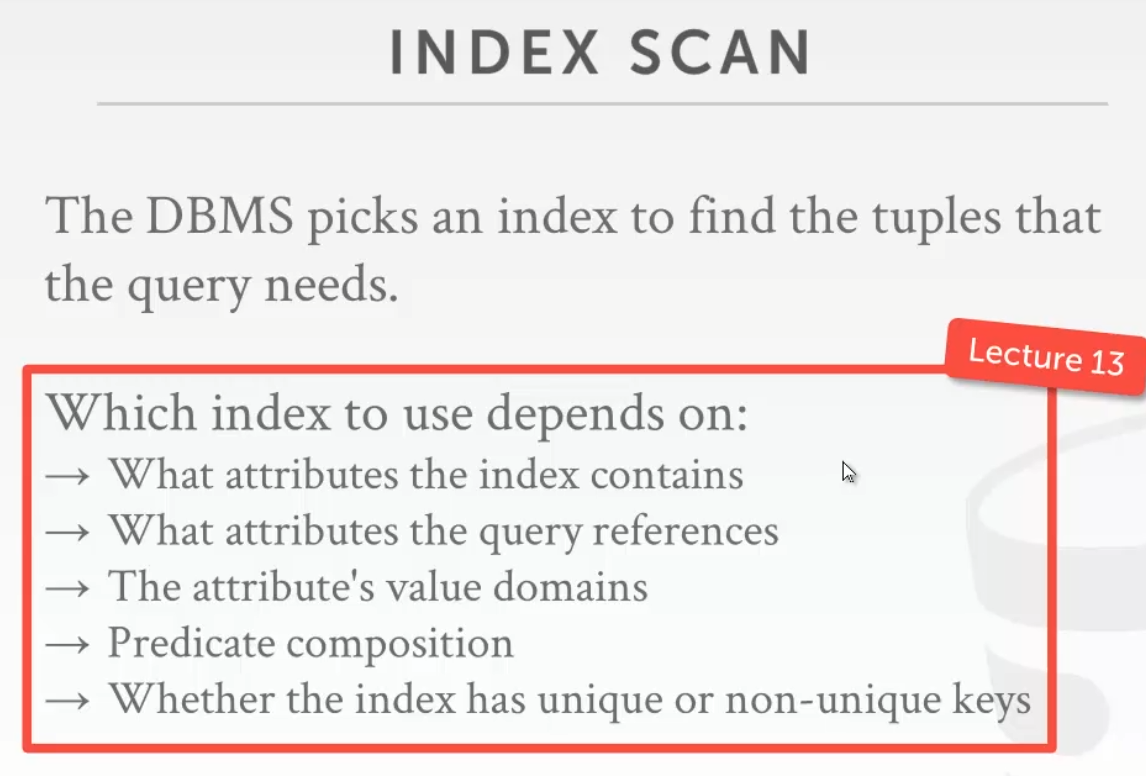 INDEX SCAN
The DBMS picks an index to find the tuples that
the query needs.
Lecture 13
Which index to use depends on:
→ What attributes the index contains
→ What attributes the query references
→ The attribute's value domains
→ Predicate composition
→ Whether the index has unique or non-unique keys